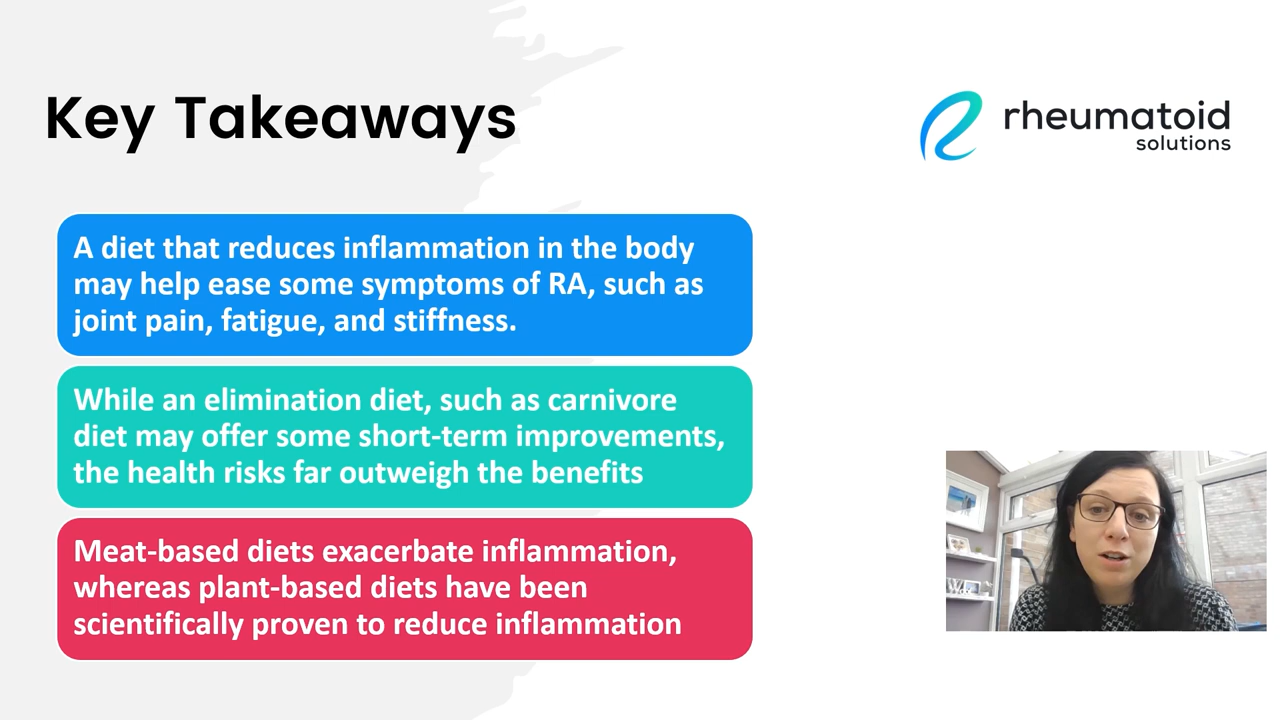 Key Takeaways
rheumatoid
solutions
A diet that reduces inflammation in the body
may help ease some symptoms of RA, such as
joint pain, fatigue, and stiffness.
While an elimination diet, such as carnivore
diet may offer some short-term improvements,
the health risks far outweigh the benefits
Meat-based diets exacerbate inflammation,
whereas plant-based diets have been
scientifically proven to reduce inflammation